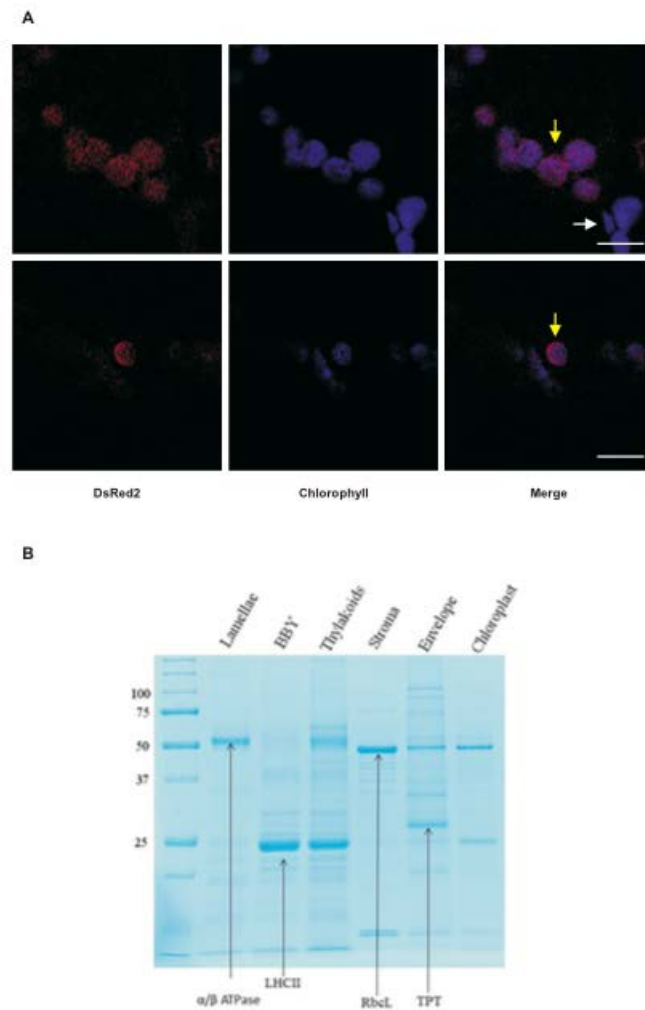 A
DsRed2 Chlorophyll Merge
B
Lamellae BBY Thylakoids Stroma Envelope Chloroplast
100
75
50
37
25
α/β ATPase LHCII RbcL TPT